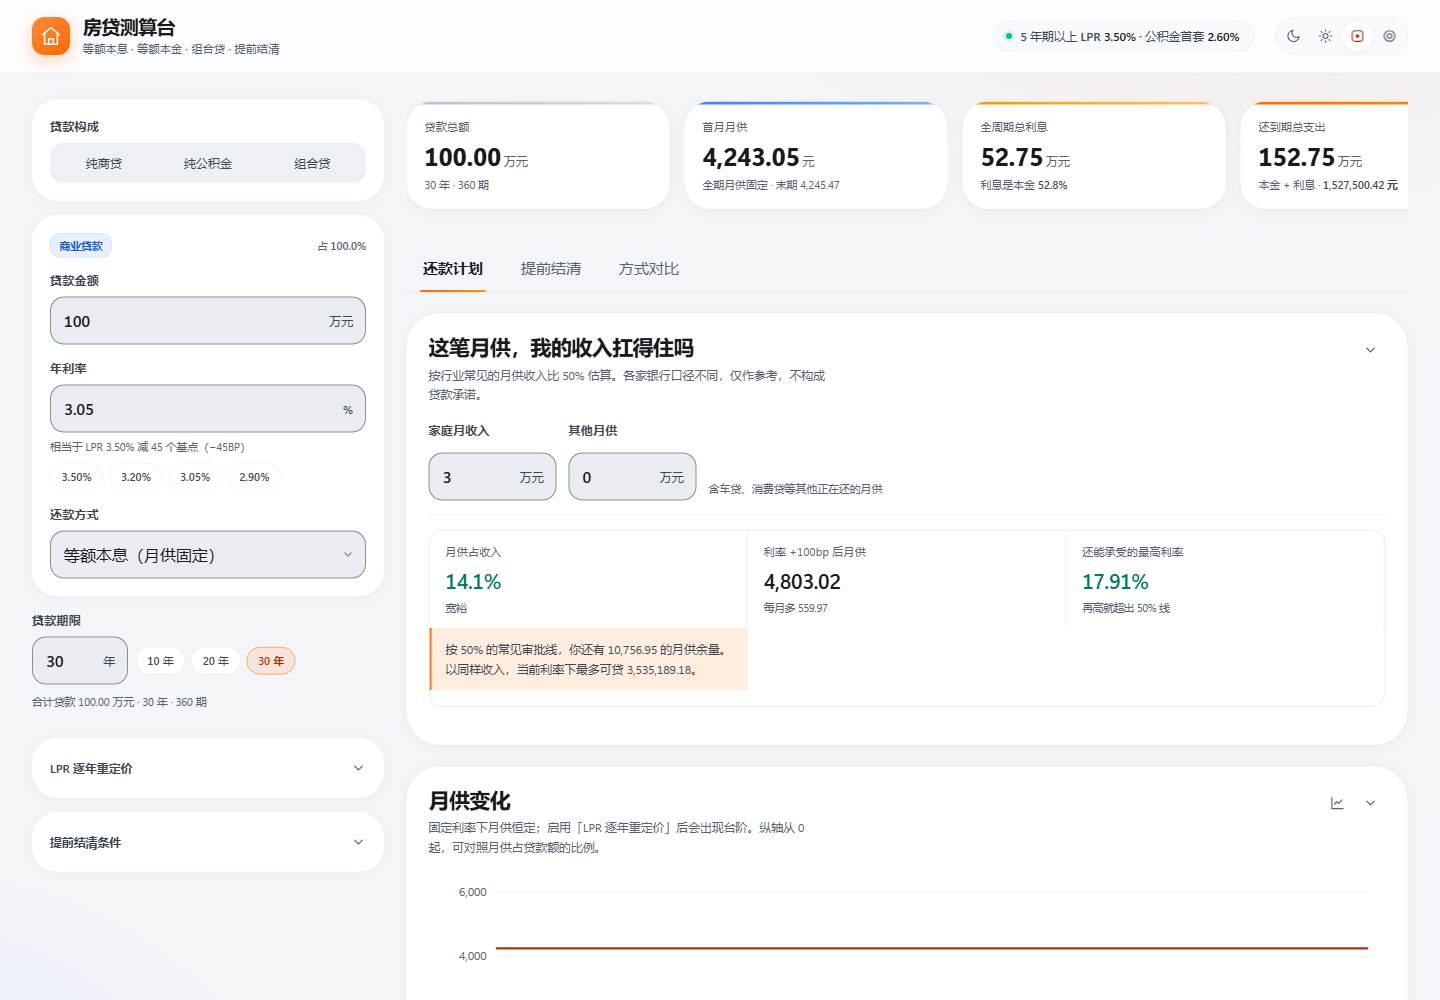 房贷测算台
等额本息 · 等额本金 · 组合贷 · 提前结清
5 年期以上 LPR 3.50% · 公积金首套 2.60%
贷款构成
纯商贷 纯公积金 组合贷
商业贷款 占 100.0%
贷款金额
100 万元
年利率
3.05 %
相当于 LPR 3.50% 减 45 个基点（−45BP）
3.50% 3.20% 3.05% 2.90%
还款方式
等额本息（月供固定）
贷款期限
30 年 10 年 20 年 30 年
合计贷款 100.00 万元 · 30 年 · 360 期
LPR 逐年重定价
提前结清条件
贷款总额
100.00 万元
30 年 · 360 期
首月月供
4,243.05 元
全期月供固定 · 末期 4,245.47
全周期总利息
52.75 万元
利息是本金 52.8%
还到期总支出
152.75 万元
本金 + 利息 · 1,527,500.42 元
还款计划 提前结清 方式对比
这笔月供，我的收入扛得住吗
按行业常见的月供收入比 50% 估算。各家银行口径不同，仅作参考，不构成
贷款承诺。
家庭月收入 其他月供
3 万元 0 万元 含车贷、消费贷等其他正在还的月供
月供占收入
14.1%
宽裕
利率 +100bp 后月供
4,803.02
每月多 559.97
还能承受的最高利率
17.91%
再高就超出 50% 线
按 50% 的常见审批线，你还有 10,756.95 的月供余量。
以同样收入，当前利率下最多可贷 3,535,189.18。
月供变化
固定利率下月供恒定；启用「LPR 逐年重定价」后会出现台阶。纵轴从 0
起，可对照月供占贷款额的比例。
6,000
4,000